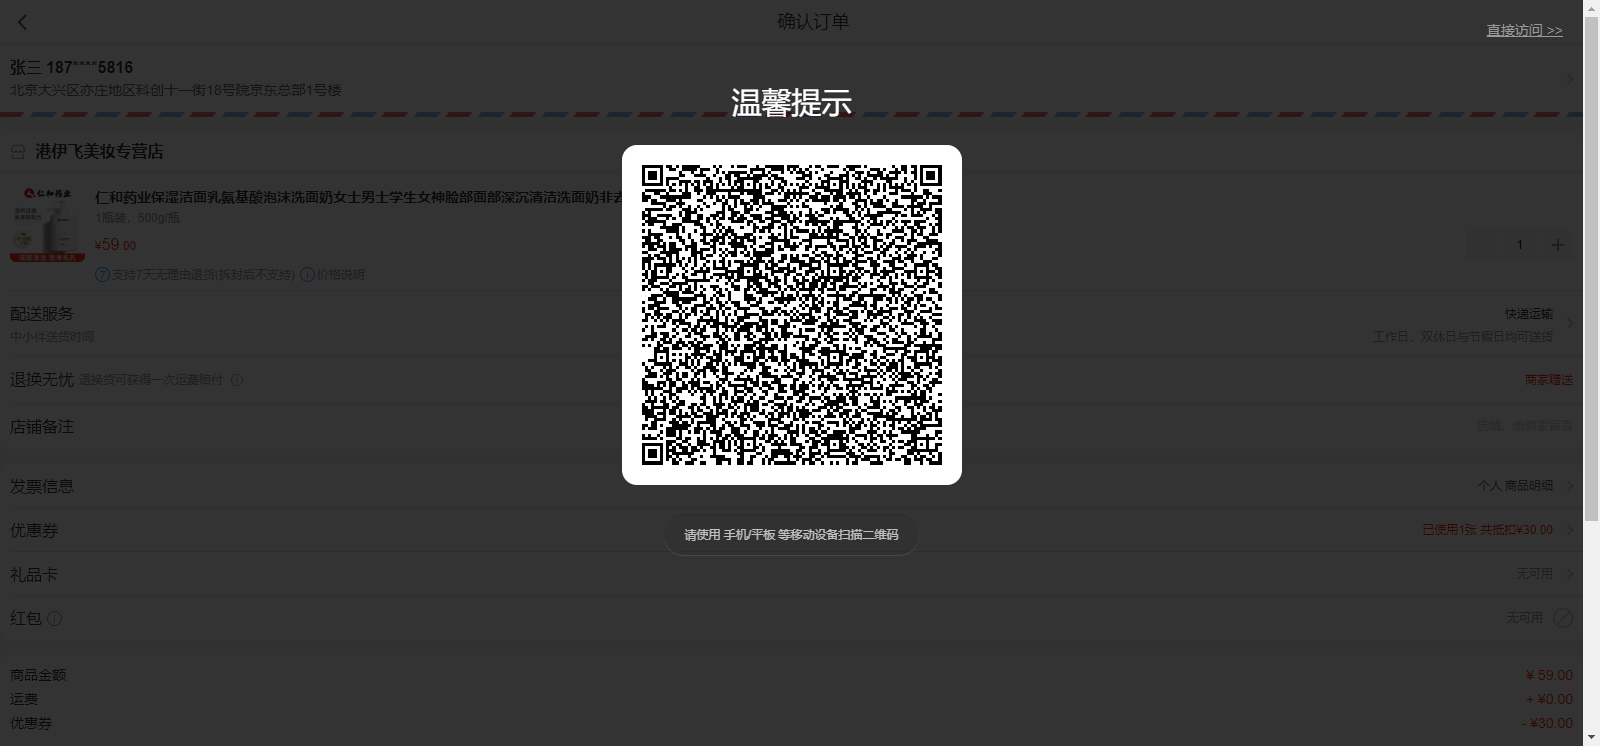 确认订单
直接访问 >>
张三 187****5816
北京大兴区亦庄地区科创十一街18号院京东总部1号楼
温馨提示
港伊飞美妆专营店
仁和药业
仁和药业保湿洁面乳氨基酸泡沫洗面奶女士男士学生女神脸部面部深沉清洁洗面奶非去
1瓶装，500g/瓶
¥59.00
1 +
?支持7天无理由退货(拆封后不支持) 价格说明
配送服务
快递运输
中小件送货时间
工作日、双休日与节假日均可送货
退换无忧 退换货可获得一次运费赔付
商家赠送
店铺备注
选填，给商家留言
请使用 手机/平板 等移动设备扫描二维码
发票信息
个人 商品明细
优惠券
已使用1张 共抵扣¥30.00
礼品卡
无可用
红包
无可用
商品金额
¥ 59.00
运费
+ ¥0.00
优惠券
- ¥30.00